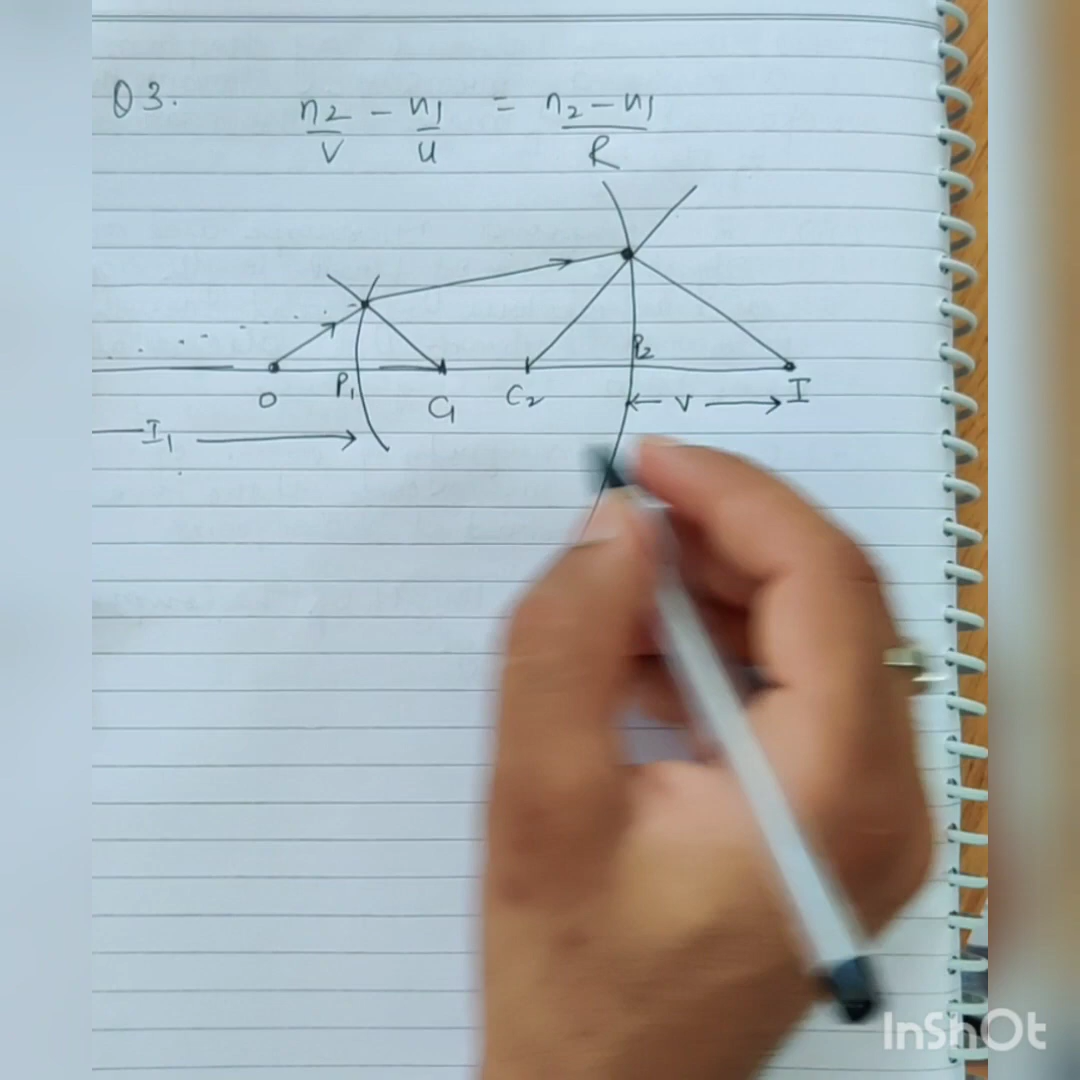 Q3.
n2/v - n1/u = n2-n1/R
P2
O P1 C1 C2 v I
I1
InShOt